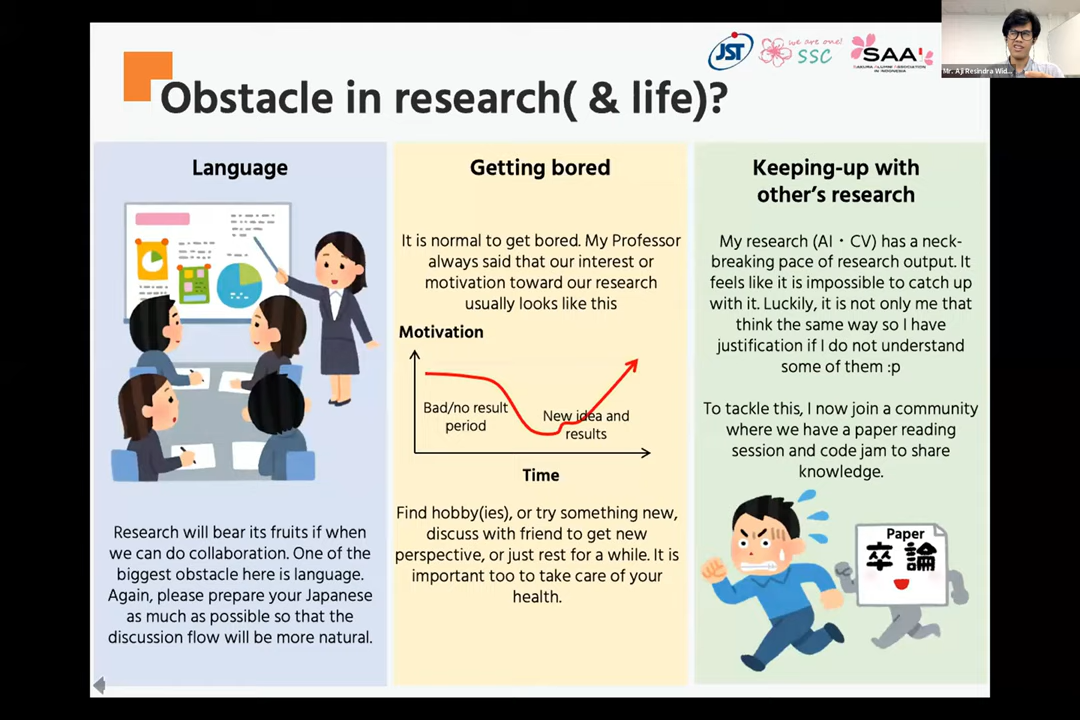 JST
we are one!
SSC
SAA
SAKURA ALUMNI ASSOCIATION
IN INDONESIA
Mr. Aji Resindra Wid...
Obstacle in research( & life)?
Language
Research will bear its fruits if when
we can do collaboration. One of the
biggest obstacle here is language.
Again, please prepare your Japanese
as much as possible so that the
discussion flow will be more natural.
Getting bored
It is normal to get bored. My Professor
always said that our interest or
motivation toward our research
usually looks like this
Motivation
Bad/no result
period
New idea and
results
Time
Find hobby(ies), or try something new,
discuss with friend to get new
perspective, or just rest for a while. It is
important too to take care of your
health.
Keeping-up with
other's research
My research (AI・CV) has a neck-
breaking pace of research output. It
feels like it is impossible to catch up
with it. Luckily, it is not only me that
think the same way so I have
justification if I do not understand
some of them :p
To tackle this, I now join a community
where we have a paper reading
session and code jam to share
knowledge.
Paper
卒論